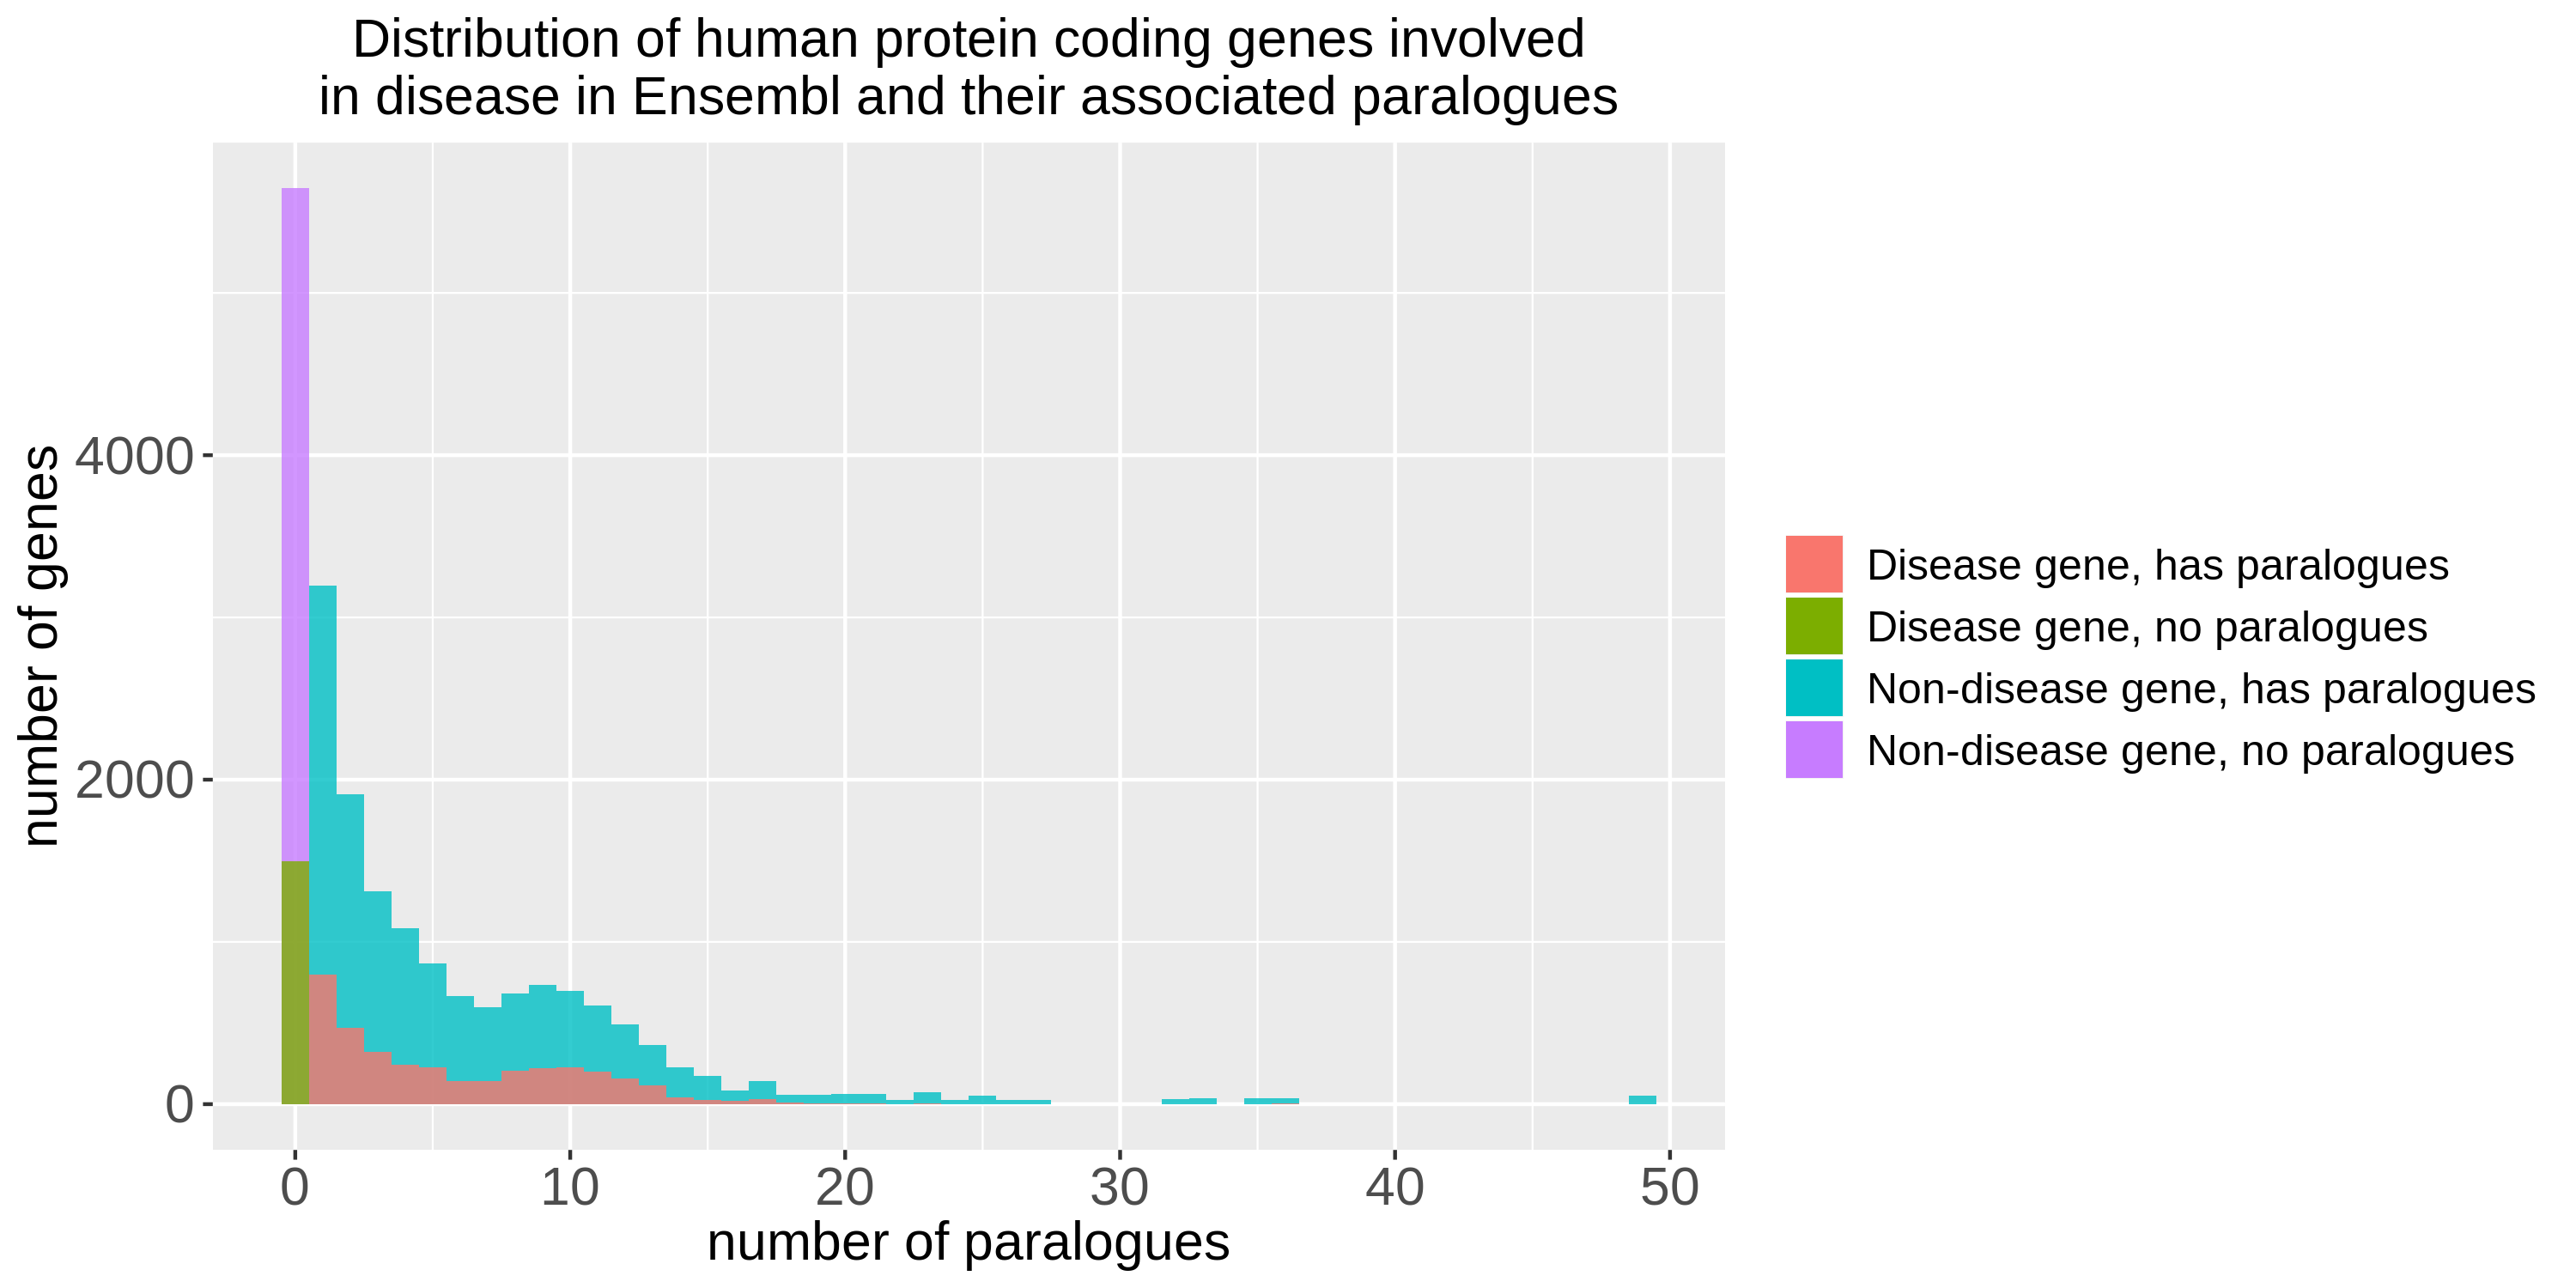 Distribution of human protein coding genes involved
in disease in Ensembl and their associated paralogues
number of genes
4000
2000
0
0 10 20 30 40 50
number of paralogues
Disease gene, has paralogues
Disease gene, no paralogues
Non-disease gene, has paralogues
Non-disease gene, no paralogues